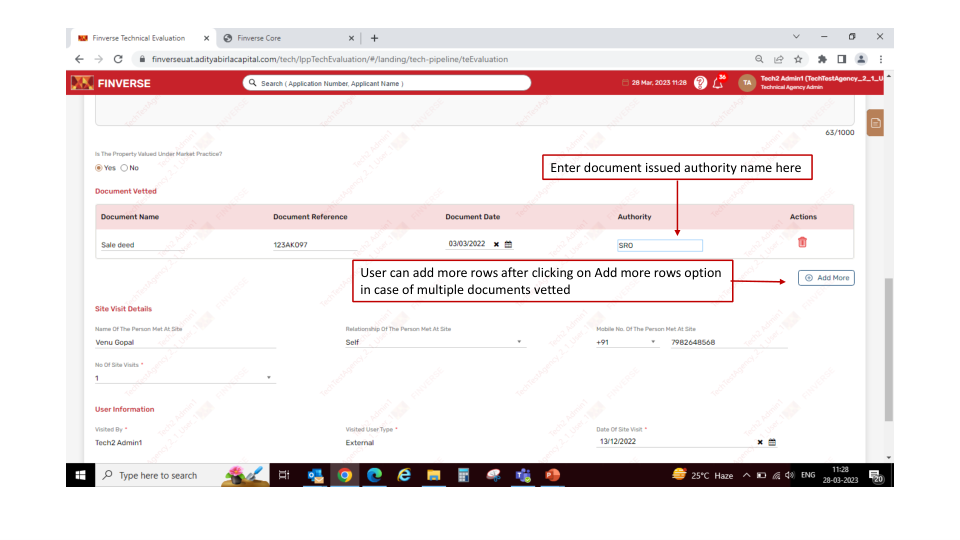 Finverse Technical Evaluation
Finverse Core
finverseuat.adityabirlacapital.com/tech/lppTechEvaluation/#/landing/tech-pipeline/teEvaluation
FINVERSE
Search ( Application Number, Applicant Name )
28 Mar, 2023 11:28
36
TA
Tech2 Admin1 (TechTestAgency_2_1_U
Technical Agency Admin
63/1000
Is The Property Valued Under Market Practice?
Yes No
Enter document issued authority name here
Document Vetted
Document Name Document Reference Document Date Authority Actions
Sale deed 123AK097 03/03/2022 SRO
User can add more rows after clicking on Add more rows option
in case of multiple documents vetted
Add More
Site Visit Details
Name Of The Person Met At Site Relationship Of The Person Met At Site Mobile No. Of The Person Met At Site
Venu Gopal Self +91 7982648568
No Of Site Visits *
1
User Information
Visited By * Visited User Type * Date Of Site Visit *
Tech2 Admin1 External 13/12/2022
Type here to search
25°C Haze
ENG
11:28
28-03-2023
20